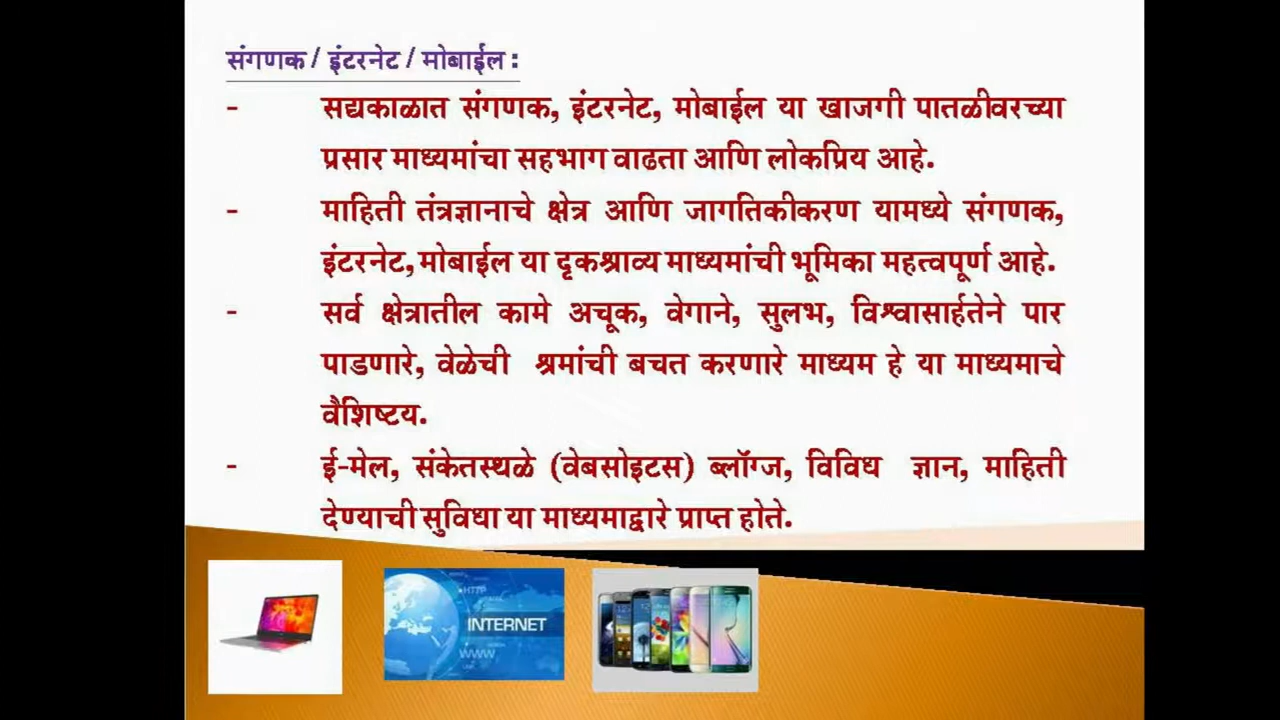 संगणक / इंटरनेट / मोबाईल :
- सद्यकाळात संगणक, इंटरनेट, मोबाईल या खाजगी पातळीवरच्या
प्रसार माध्यमांचा सहभाग वाढता आणि लोकप्रिय आहे.
- माहिती तंत्रज्ञानाचे क्षेत्र आणि जागतिकीकरण यामध्ये संगणक,
इंटरनेट, मोबाईल या दृकश्राव्य माध्यमांची भूमिका महत्वपूर्ण आहे.
- सर्व क्षेत्रातील कामे अचूक, वेगाने, सुलभ, विश्वासार्हतेने पार
पाडणारे, वेळेची श्रमांची बचत करणारे माध्यम हे या माध्यमाचे
वैशिष्टय.
- ई-मेल, संकेतस्थळे (वेबसोइटस) ब्लॉग्ज, विविध ज्ञान, माहिती
देण्याची सुविधा या माध्यमाद्वारे प्राप्त होते.
HTTP
INTERNET
WWW